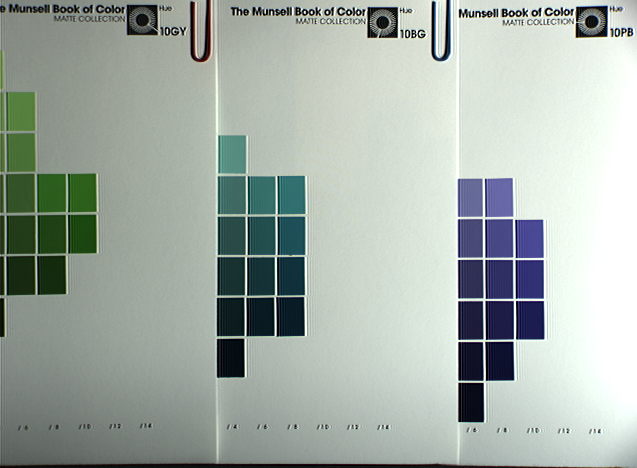 e Munsell Book of Color
MATTE COLLECTION
Hue
10GY
The Munsell Book of Color
MATTE COLLECTION
Hue
10BG
Munsell Book of Color
MATTE COLLECTION
Hue
10PB
/6 /8 /10 /12 /14
/4 /6 /8 /10 /12 /14
/6 /8 /10 /12 /14